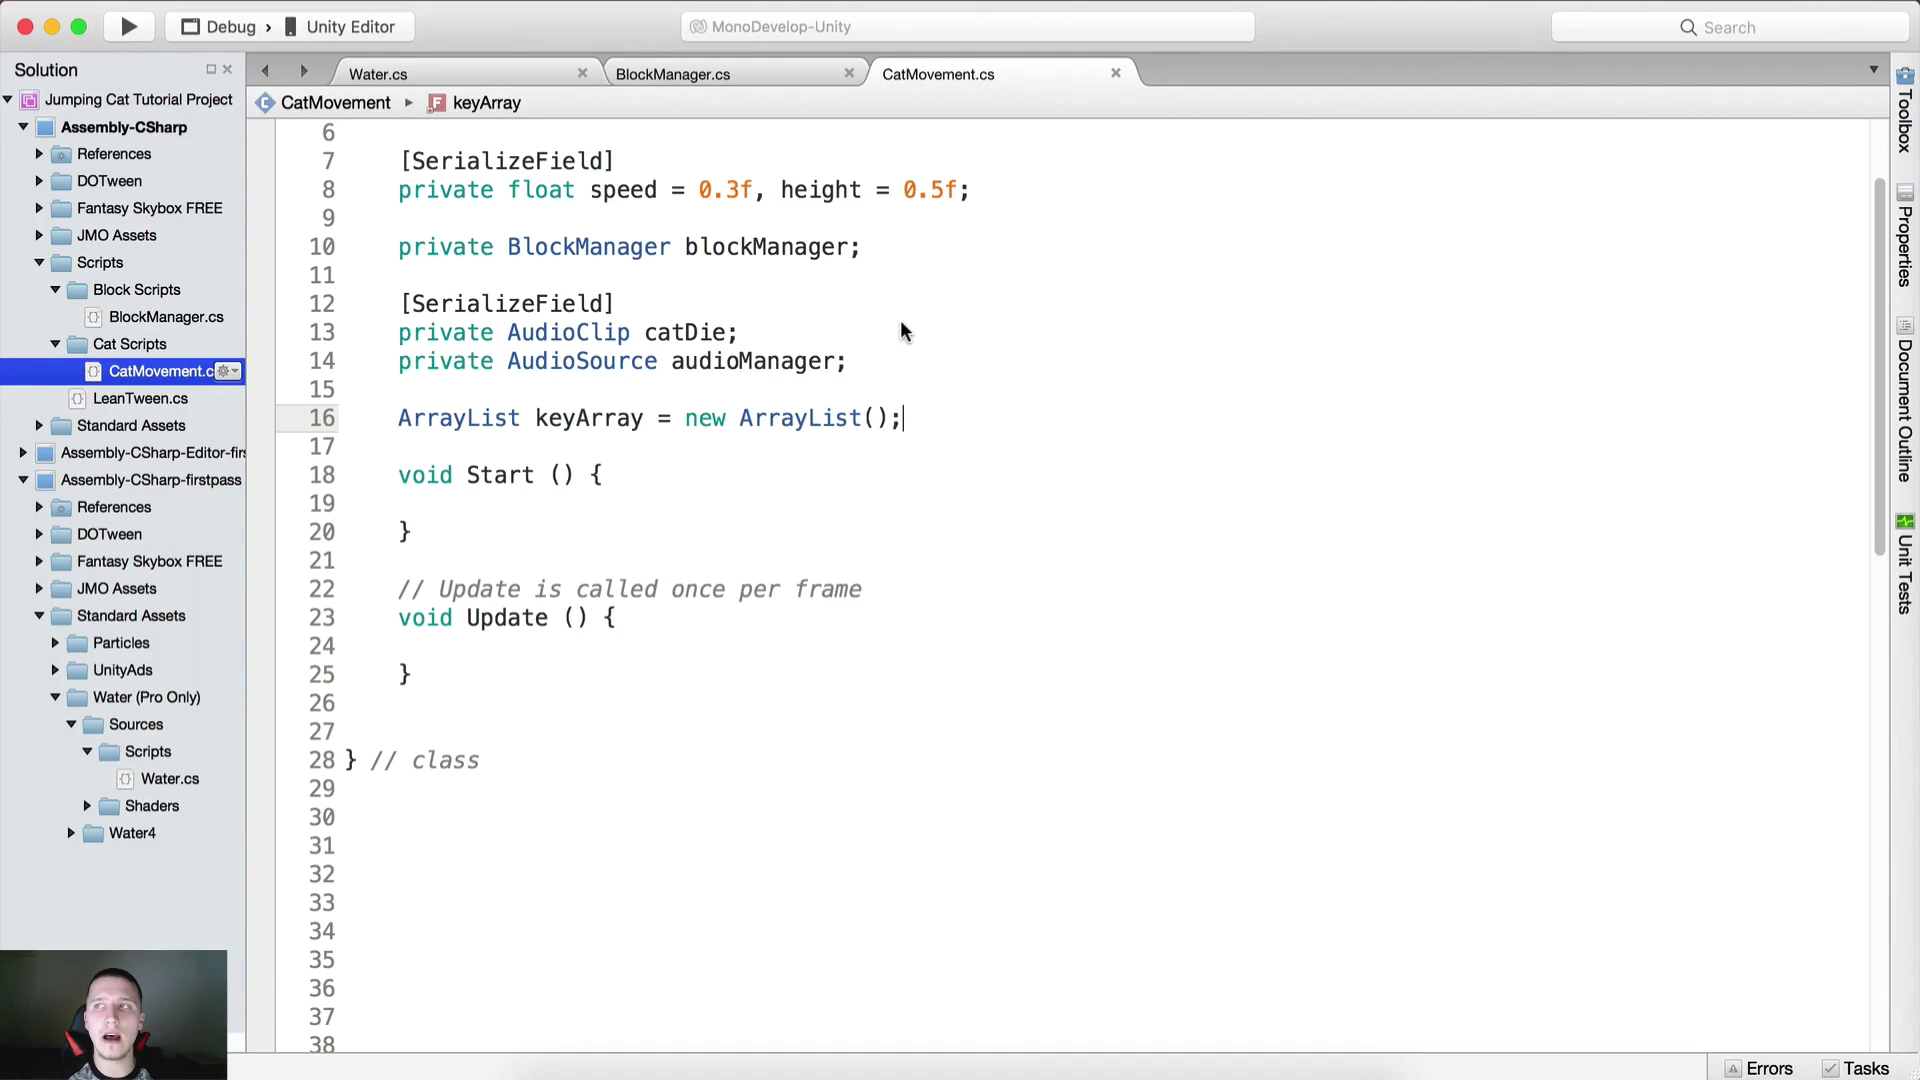 Debug › Unity Editor
MonoDevelop-Unity
Search
Solution
Jumping Cat Tutorial Project
Assembly-CSharp
References
DOTween
Fantasy Skybox FREE
JMO Assets
Scripts
Block Scripts
BlockManager.cs
Cat Scripts
CatMovement.c
LeanTween.cs
Standard Assets
Assembly-CSharp-Editor-firs
Assembly-CSharp-firstpass
References
DOTween
Fantasy Skybox FREE
JMO Assets
Standard Assets
Particles
UnityAds
Water (Pro Only)
Sources
Scripts
Water.cs
Shaders
Water4
Water.cs
BlockManager.cs
CatMovement.cs
CatMovement ▸ keyArray
6
7 [SerializeField]
8 private float speed = 0.3f, height = 0.5f;
9
10 private BlockManager blockManager;
11
12 [SerializeField]
13 private AudioClip catDie;
14 private AudioSource audioManager;
15
16 ArrayList keyArray = new ArrayList();
17
18 void Start () {
19
20 }
21
22 // Update is called once per frame
23 void Update () {
24
25 }
26
27
28 } // class
29
30
31
32
33
34
35
36
37
38
Toolbox
Properties
Document Outline
Unit Tests
Errors
Tasks